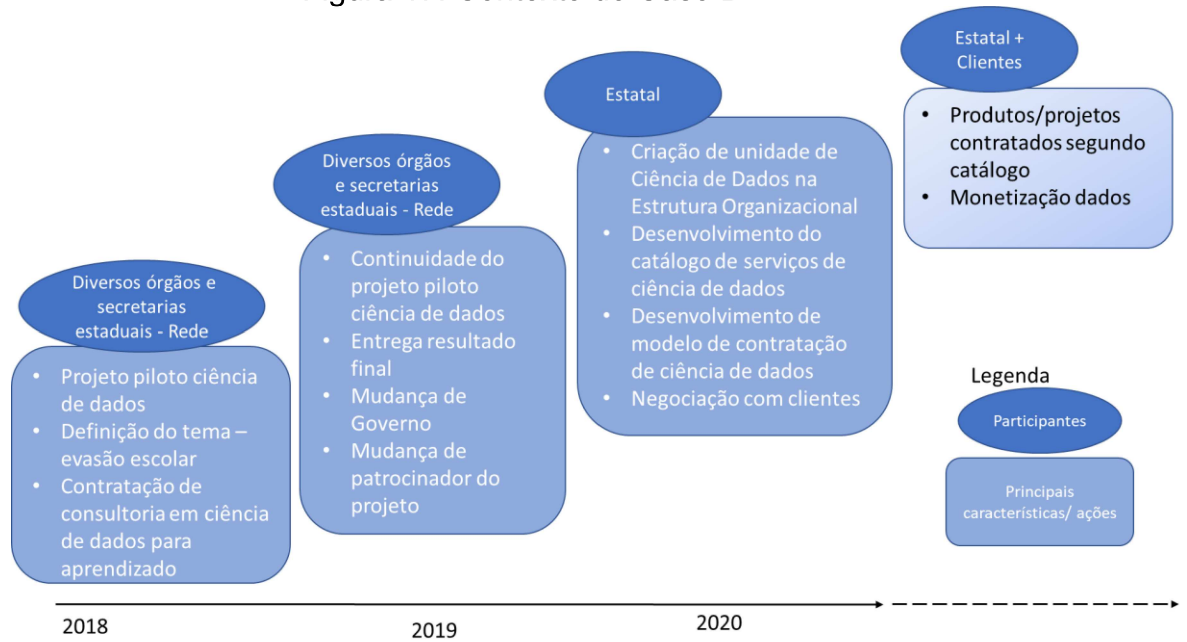 Diversos órgãos e
secretarias
estaduais - Rede
• Projeto piloto ciência
de dados
• Definição do tema –
evasão escolar
• Contratação de
consultoria em ciência
de dados para
aprendizado
Diversos órgãos
e secretarias
estaduais - Rede
• Continuidade do
projeto piloto
ciência de dados
• Entrega resultado
final
• Mudança de
Governo
• Mudança de
patrocinador do
projeto
Estatal
• Criação de unidade de
Ciência de Dados na
Estrutura Organizacional
• Desenvolvimento do
catálogo de serviços de
ciência de dados
• Desenvolvimento de
modelo de contratação
de ciência de dados
• Negociação com clientes
Estatal +
Clientes
• Produtos/projetos
contratados segundo
catálogo
• Monetização dados
Legenda
Participantes
Principais
características/ ações
2018
2019
2020